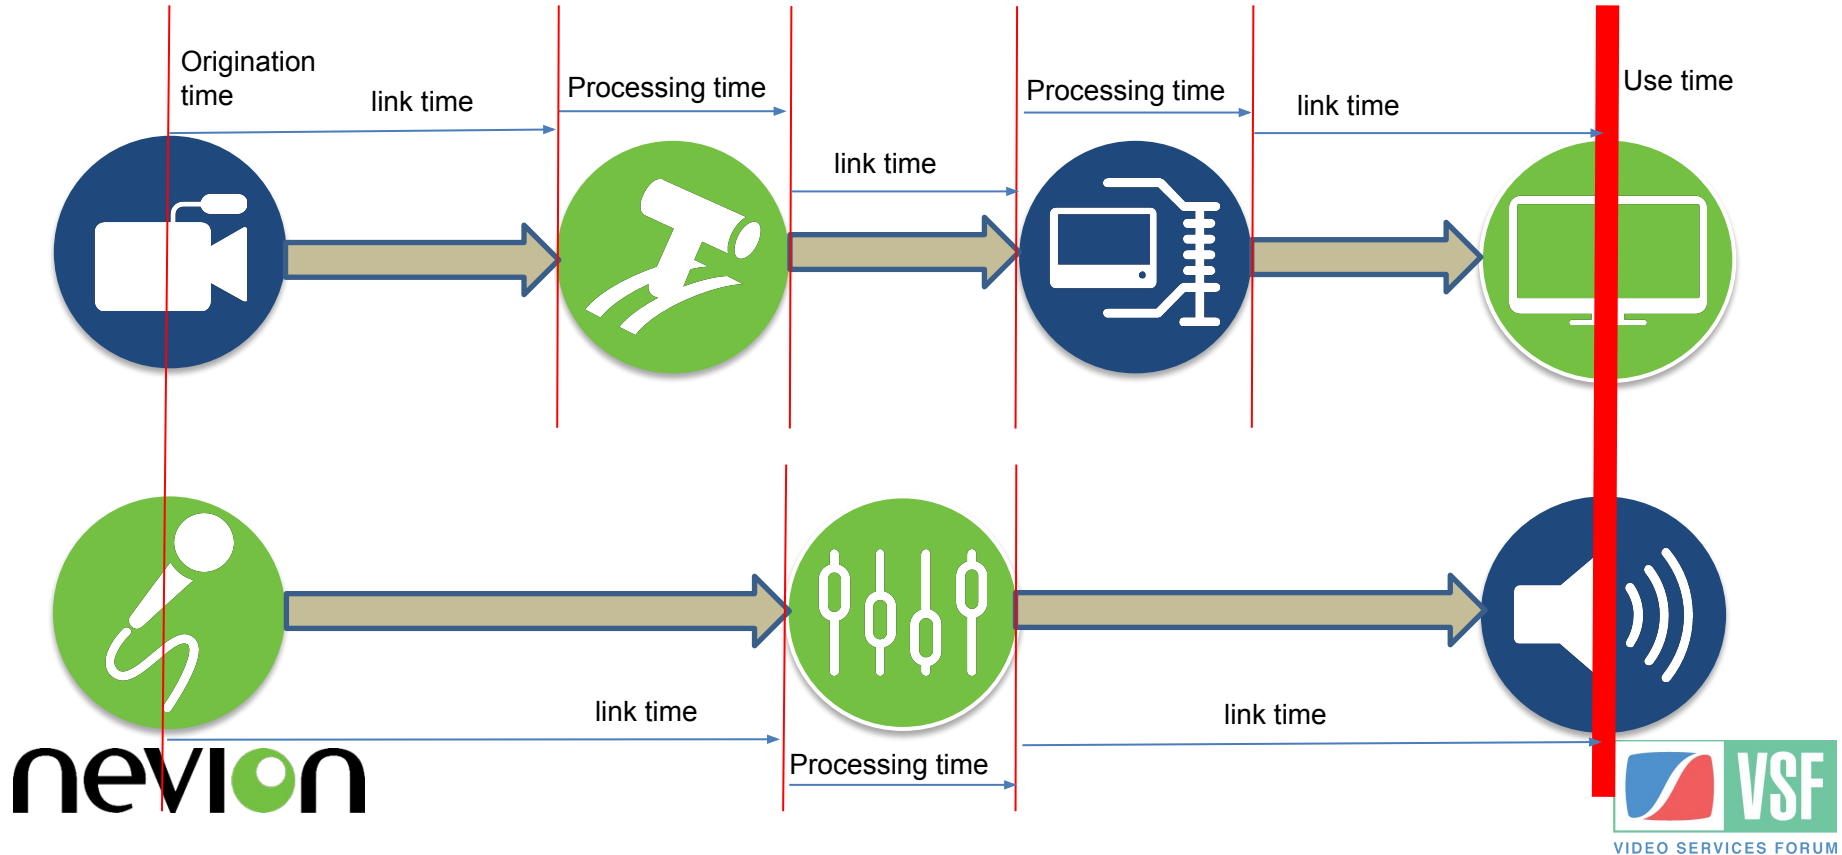 Origination
time
link time
Processing time
link time
Processing time
link time
Use time
link time
Processing time
link time
nevion
VSF
VIDEO SERVICES FORUM